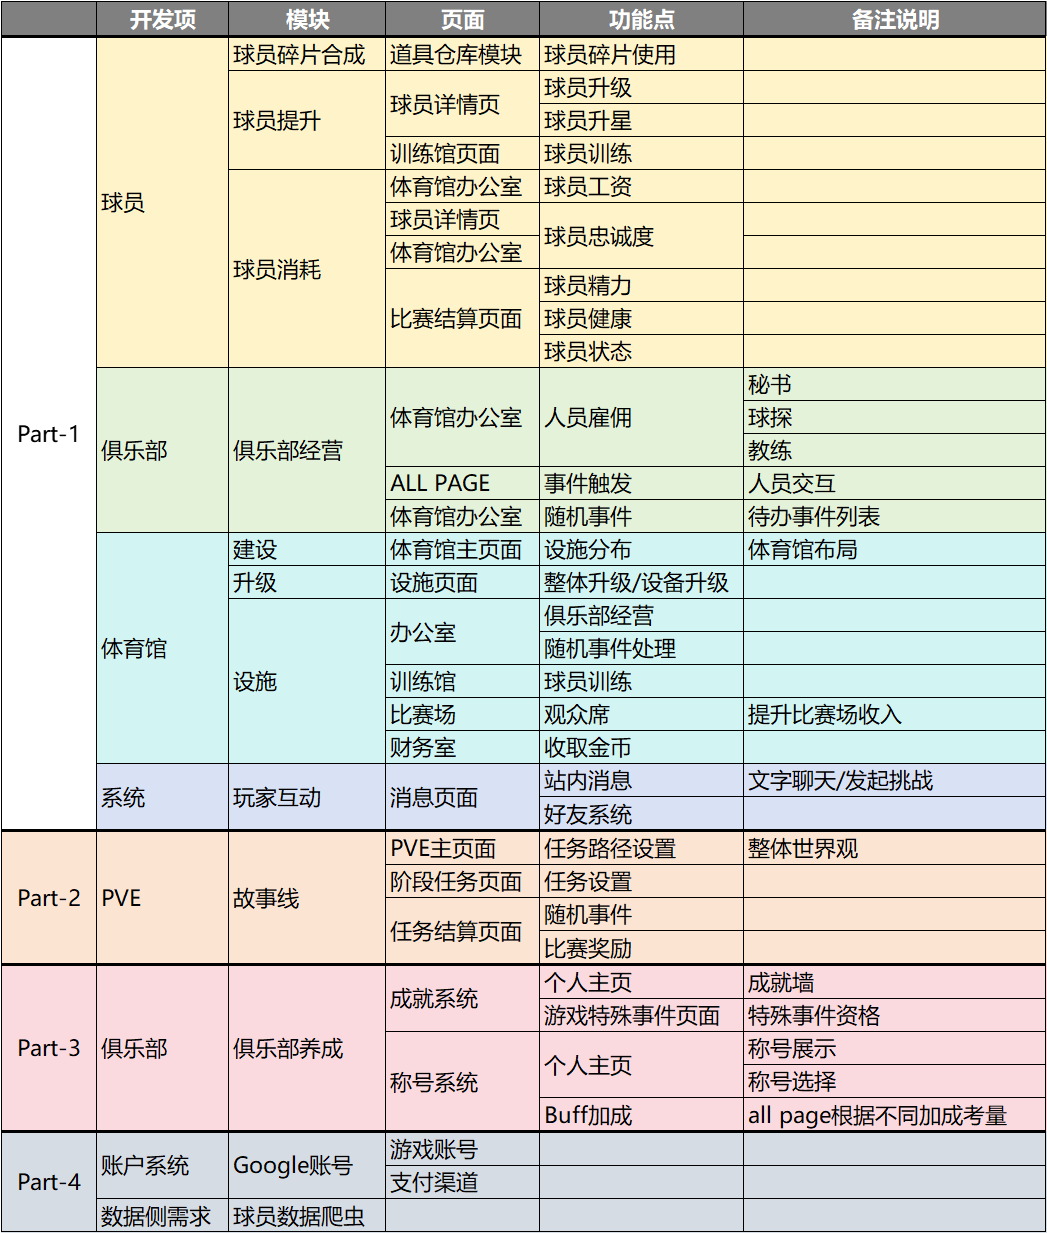 开发项 模块 页面 功能点 备注说明
球员碎片合成 道具仓库模块 球员碎片使用
球员提升 球员详情页 球员升级
球员升星
训练馆页面 球员训练
球员
球员消耗 体育馆办公室 球员工资
球员详情页 球员忠诚度
体育馆办公室
比赛结算页面 球员精力
球员健康
球员状态
Part-1
俱乐部 俱乐部经营 体育馆办公室 人员雇佣 秘书
球探
教练
ALL PAGE 事件触发 人员交互
体育馆办公室 随机事件 待办事件列表
体育馆 建设 体育馆主页面 设施分布 体育馆布局
升级 设施页面 整体升级/设备升级
设施 办公室 俱乐部经营
随机事件处理
训练馆 球员训练
比赛场 观众席 提升比赛场收入
财务室 收取金币
系统 玩家互动 消息页面 站内消息 文字聊天/发起挑战
好友系统
Part-2 PVE 故事线 PVE主页面 任务路径设置 整体世界观
阶段任务页面 任务设置
任务结算页面 随机事件
比赛奖励
Part-3 俱乐部 俱乐部养成 成就系统 个人主页 成就墙
游戏特殊事件页面 特殊事件资格
称号系统 个人主页 称号展示
称号选择
Buff加成 all page根据不同加成考量
Part-4 账户系统 Google账号 游戏账号
支付渠道
数据侧需求 球员数据爬虫